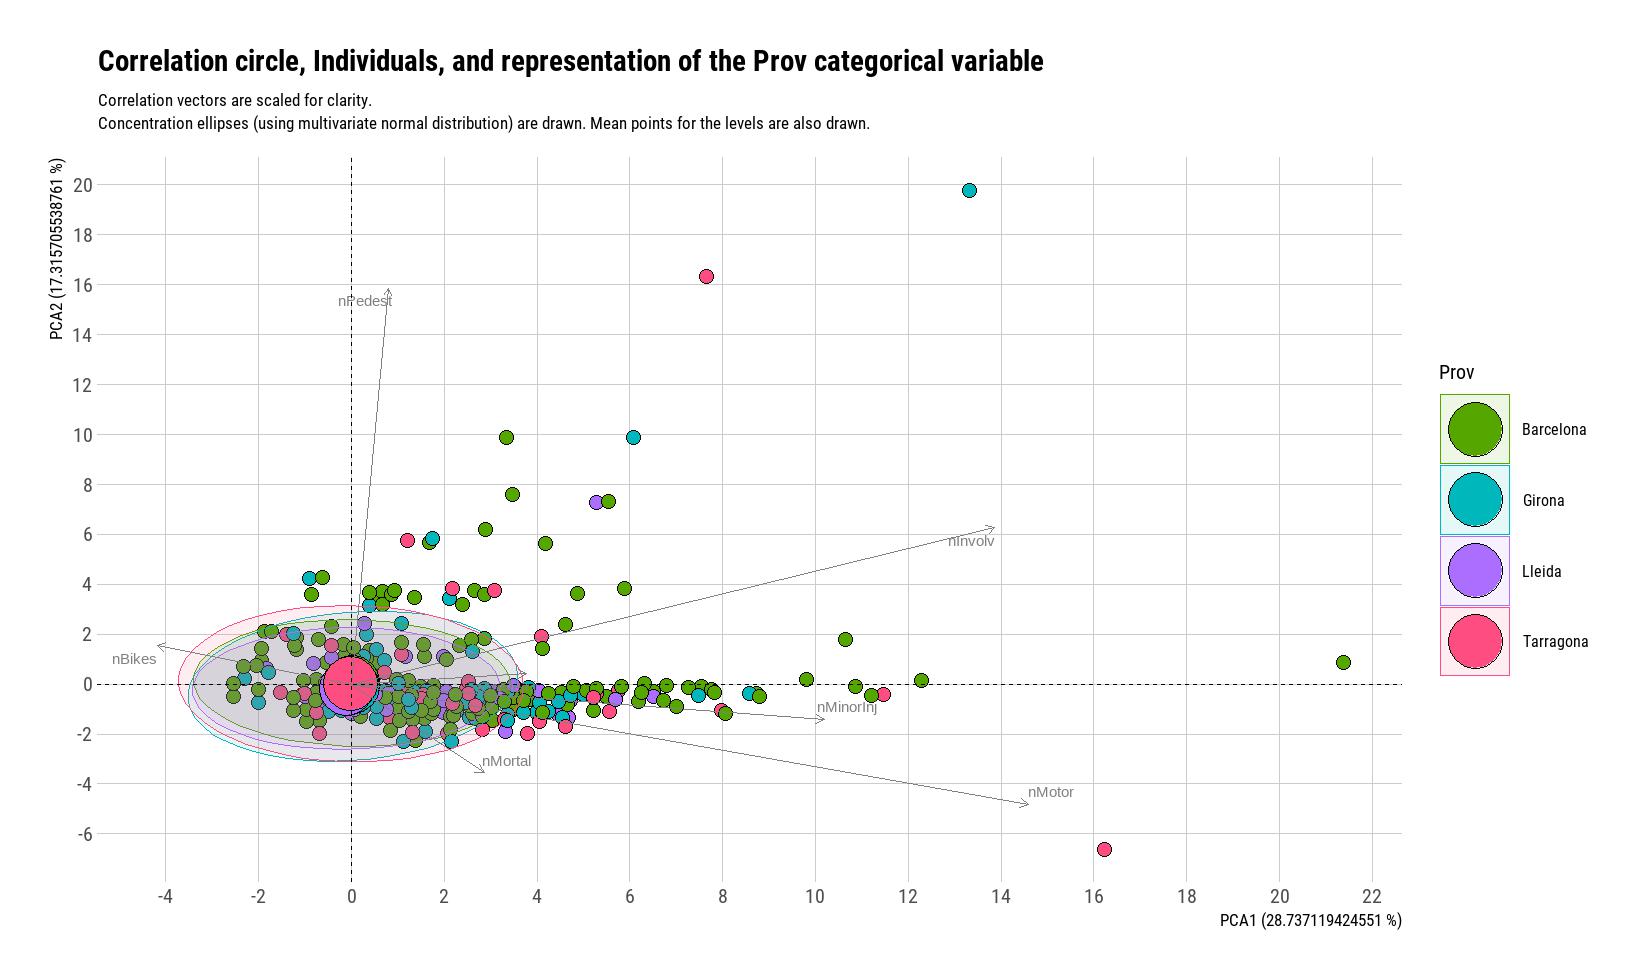 Correlation circle, Individuals, and representation of the Prov categorical variable
Correlation vectors are scaled for clarity.
Concentration ellipses (using multivariate normal distribution) are drawn. Mean points for the levels are also drawn.
PCA2 (17.315705538761 %)
20
18
16
14
12
10
8
6
4
2
0
-2
-4
-6
nPedest
nInvolv
nBikes
nMinorInj
nMortal
nMotor
-4 -2 0 2 4 6 8 10 12 14 16 18 20 22
PCA1 (28.737119424551 %)
Prov
Barcelona
Girona
Lleida
Tarragona